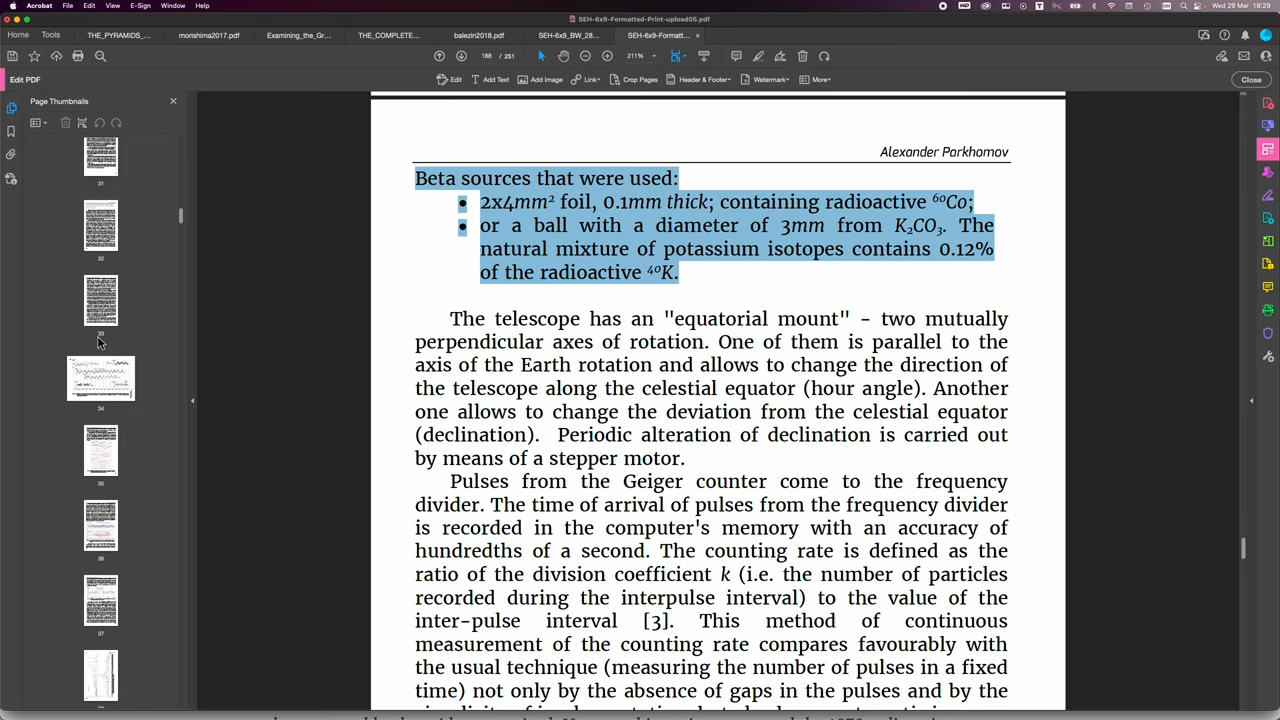 Acrobat File Edit View E-Sign Window Help
Wed 29 Mar 18:29
SEH-6x9-Formatted-Print-upload05.pdf
Home Tools THE_PYRAMIDS_... morishima2017.pdf Examining_the_Gr... THE_COMPLETE... balezin2018.pdf SEH-6x9_BW_28... SEH-6x9-Formatt... ×
188 / 251 211%
Edit PDF
Edit Add Text Add Image Link Crop Pages Header & Footer Watermark More Close
Page Thumbnails
31
32
33
34
35
36
37
Alexander Parkhomov
Beta sources that were used:
• 2x4mm² foil, 0.1mm thick; containing radioactive ⁶⁰Co;
• or a ball with a diameter of 3mm from K₂CO₃. The
natural mixture of potassium isotopes contains 0.12%
of the radioactive ⁴⁰K.
The telescope has an "equatorial mount" - two mutually
perpendicular axes of rotation. One of them is parallel to the
axis of the Earth rotation and allows to change the direction of
the telescope along the celestial equator (hour angle). Another
one allows to change the deviation from the celestial equator
(declination). Periodic alteration of declination is carried out
by means of a stepper motor.
Pulses from the Geiger counter come to the frequency
divider. The time of arrival of pulses from the frequency divider
is recorded in the computer's memory with an accuracy of
hundredths of a second. The counting rate is defined as the
ratio of the division coefficient k (i.e. the number of particles
recorded during the interpulse interval) to the value of the
inter-pulse interval [3]. This method of continuous
measurement of the counting rate compares favourably with
the usual technique (measuring the number of pulses in a fixed
time) not only by the absence of gaps in the pulses and by the